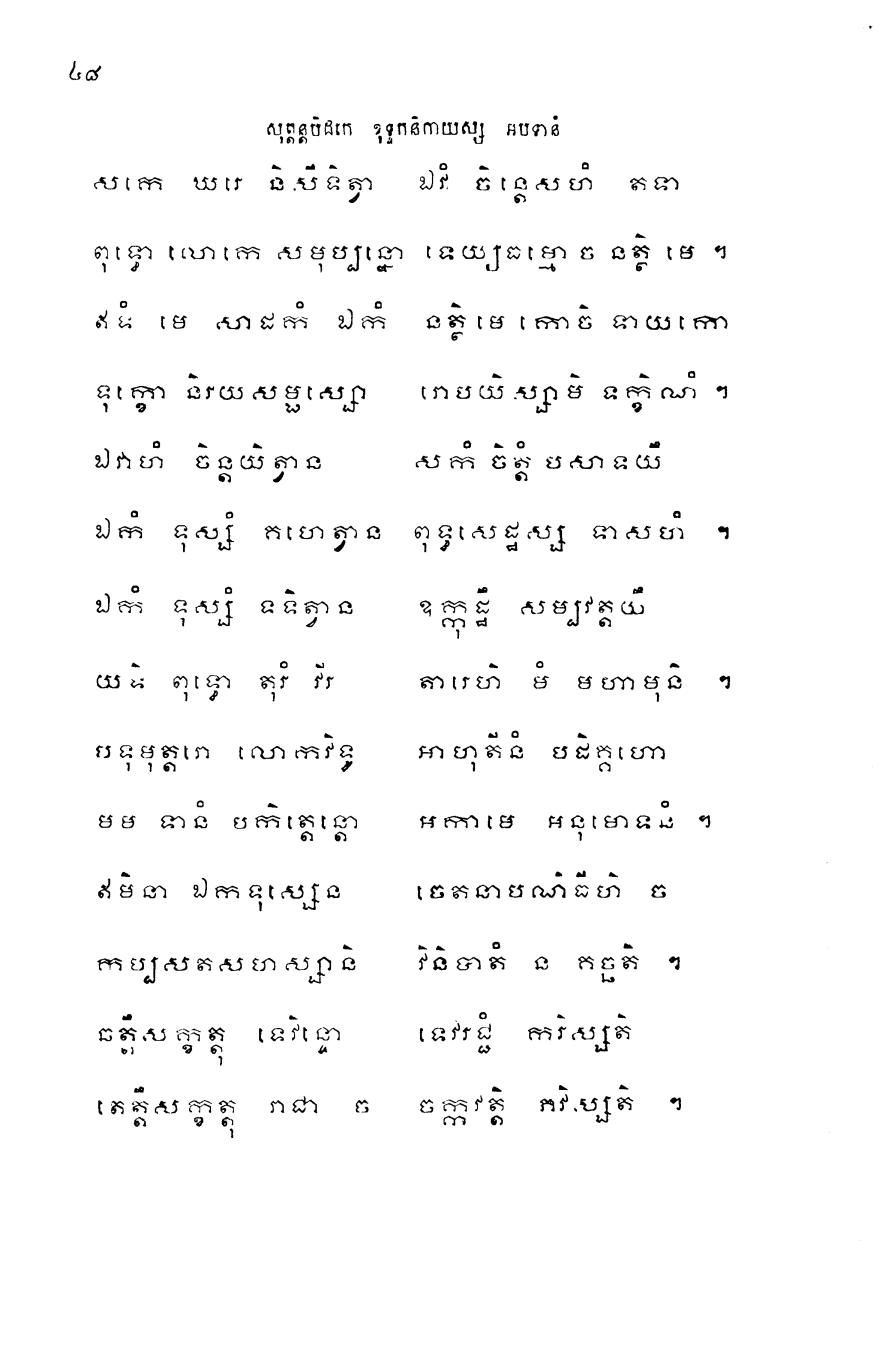 ៤៨
សុត្តន្តបិដកេ ខុទ្ទកនិកាយស្ស អបទានំ
សកេ ឃរេ និសីទិត្វា ឯវំ ចិន្តេសហំ តទា
ពុទ្ធោ លោកេ សមុប្បន្នោ ទេយ្យធម្មោ ច នត្ថិ មេ ។
ឥទំ មេ សាដកំ ឯកំ នត្ថិ មេ កោចិ ទាយកោ
ទុក្ខោ និរយសម្ផស្សោ រោបយិស្សាមិ ទក្ខិណំ ។
ឯវាហំ ចិន្តយិត្វាន សកំ ចិត្តំ បសាទយឹ
ឯកំ ទុស្សំ គហេត្វាន ពុទ្ធសេដ្ឋស្ស ទាសហំ ។
ឯកំ ទុស្សំ ទទិត្វាន ឧក្កុដ្ឋឹ សម្បវត្តយឹ
យទិ ពុទ្ធោ តុវំ វីរ តារេហិ មំ មហាមុនិ ។
បទុមុត្តរោ លោកវិទូ អាហុតីនំ បដិគ្គហោ
មម ទានំ បកិត្តេន្តោ អកាមេ អនុមោទនំ ។
ឥមិនា ឯកទុស្សេន ចេតនាបណិធីហិ ច
កប្បសតសហស្សានិ វិនិបាតំ ន គច្ឆតិ ។
ឆត្តឹសក្ខត្តុ ទេវិន្ទោ ទេវរជ្ជំ ករិស្សតិ
តេត្តឹសក្ខត្តុ រាជា ច ចក្កវត្តិ ភវិស្សតិ ។